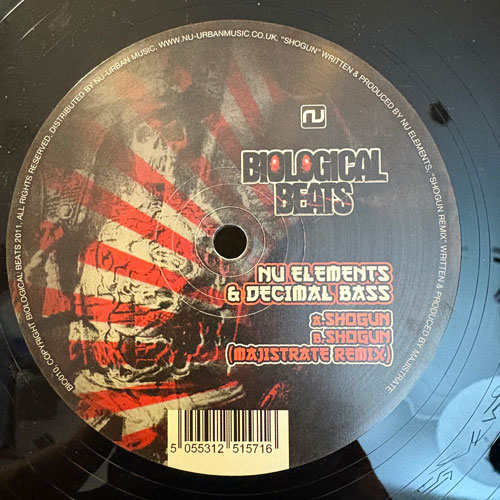 BIO010. COPYRIGHT BIOLOGICAL BEATS 2011, ALL RIGHTS RESERVED, DISTRIBUTED BY NU-URBAN MUSIC. WWW.NU-URBANMUSIC.CO.UK, "SHOGUN" WRITTEN & PRODUCED BY NU ELEMENTS, "SHOGUN REMIX" WRITTEN & PRODUCED BY MAJISTRATE
NU
BIOLOGICAL
BEATS
NU ELEMENTS
& DECIMAL BASS
A.SHOGUN
B.SHOGUN
(MAJISTRATE REMIX)
5 055312 515716